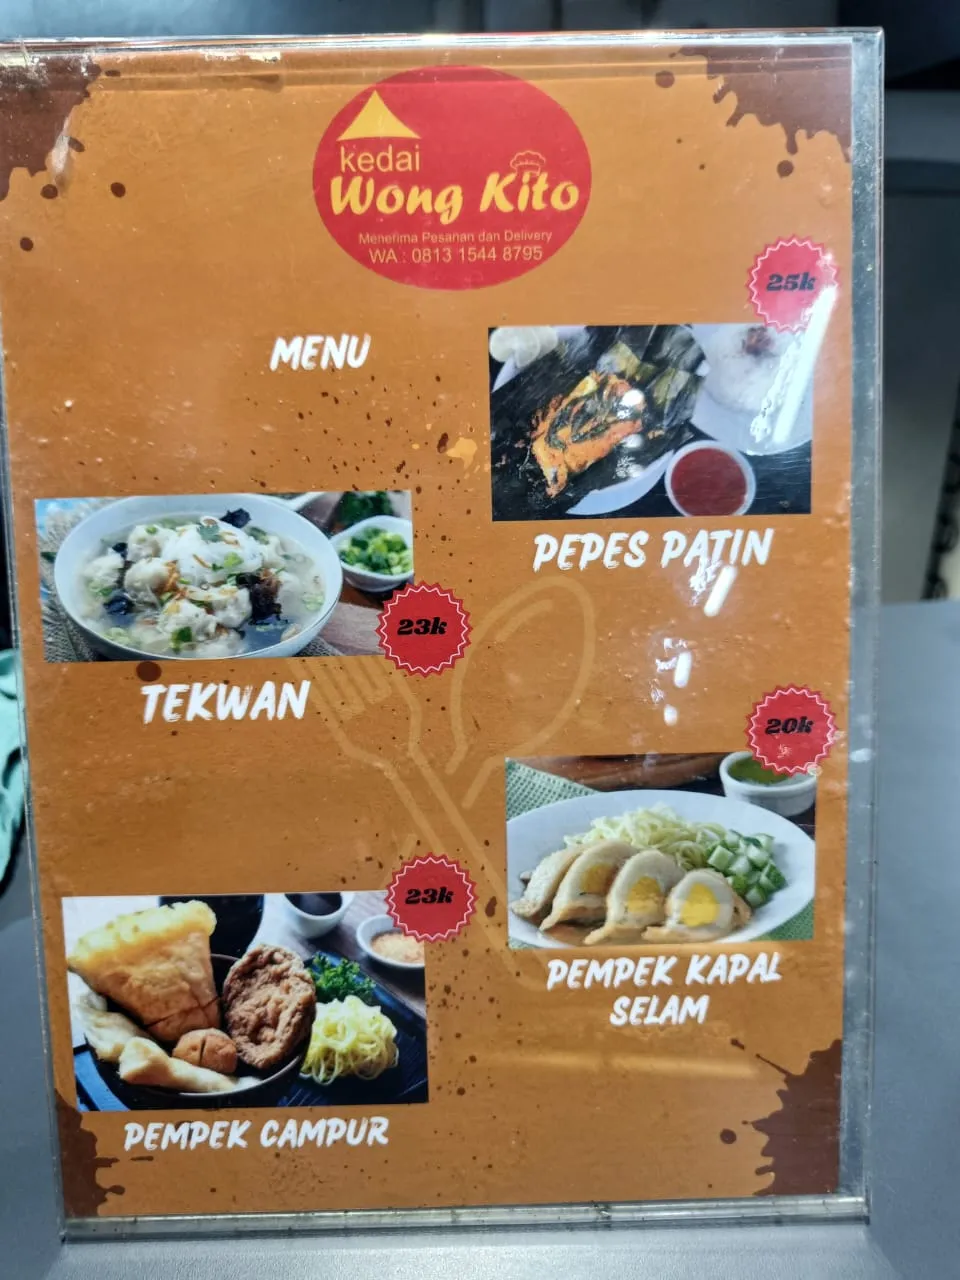 kedai
Wong Kito
Menerima Pesanan dan Delivery
WA : 0813 1544 8795
MENU
25k
PEPES PATIN
23k
TEKWAN
20k
PEMPEK KAPAL
SELAM
23k
PEMPEK CAMPUR